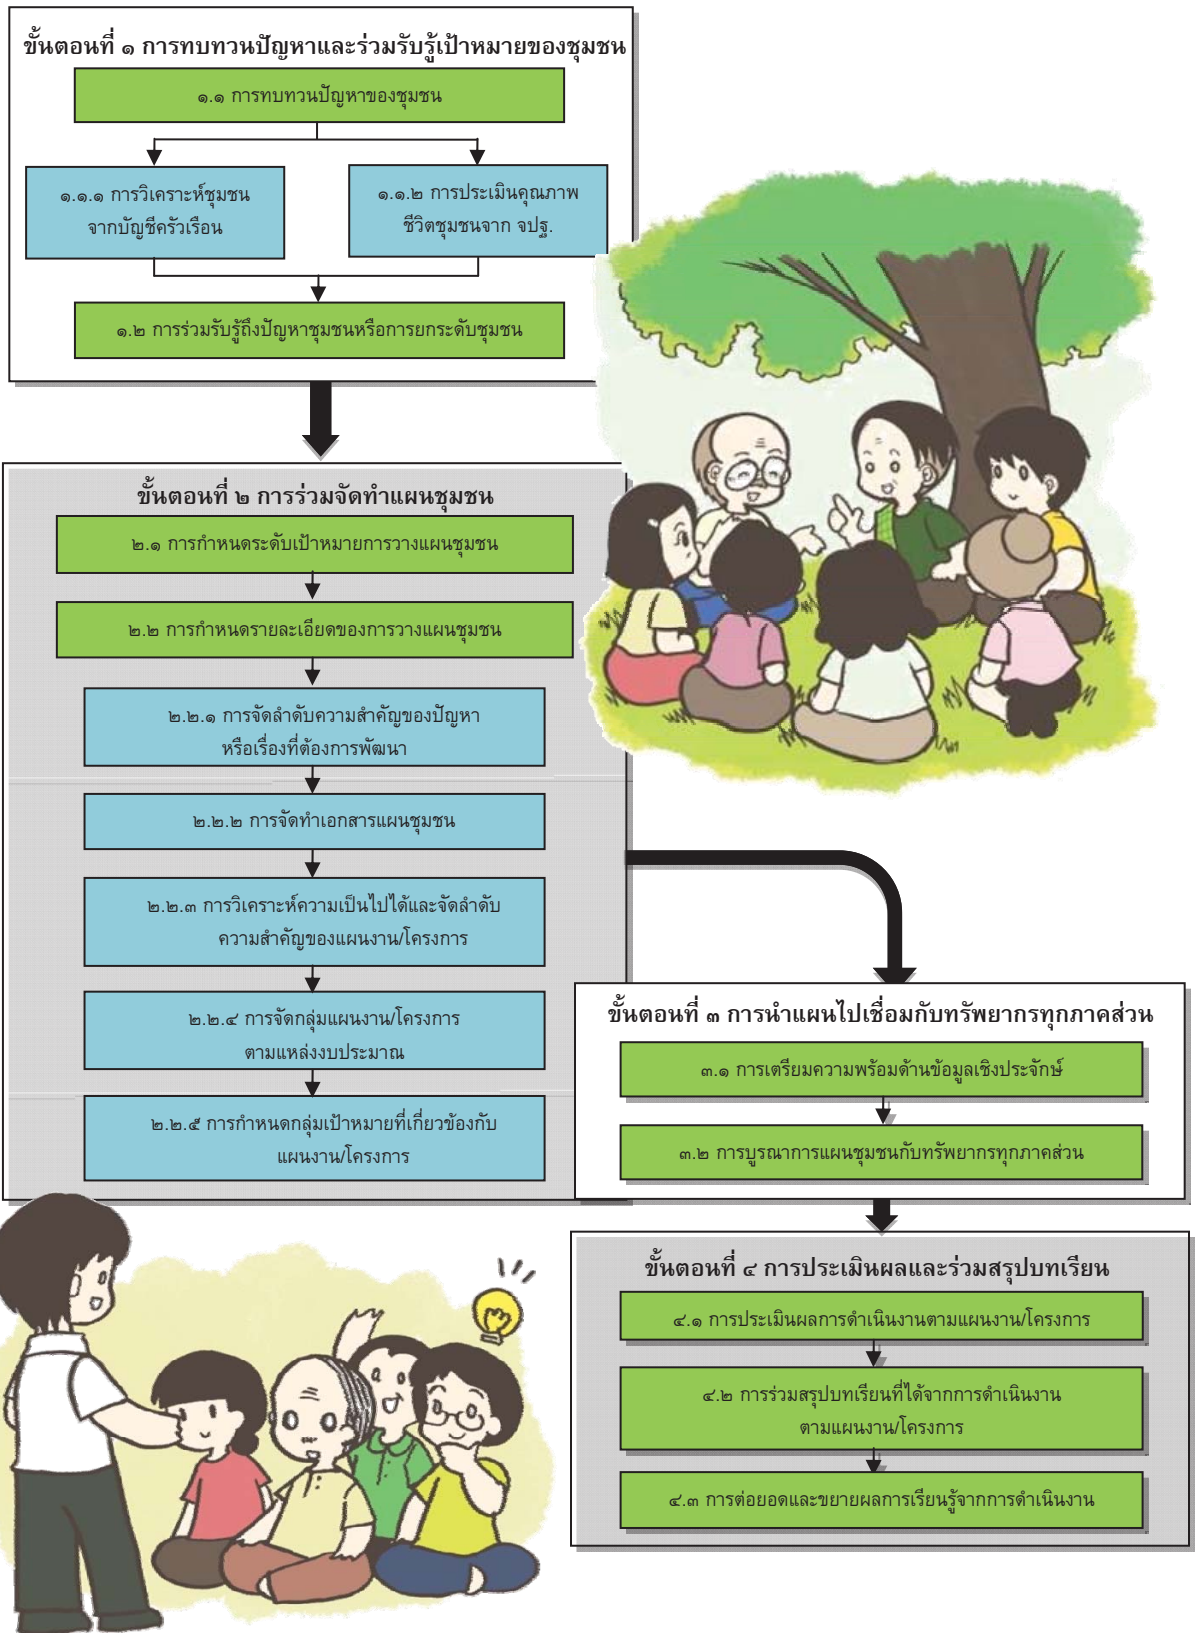 ขั้นตอนที่ ๑ การทบทวนปัญหาและร่วมรับรู้เป้าหมายของชุมชน
๑.๑ การทบทวนปัญหาของชุมชน
๑.๑.๑ การวิเคราะห์ชุมชน
จากบัญชีครัวเรือน
๑.๑.๒ การประเมินคุณภาพ
ชีวิตชุมชนจาก จปฐ.
๑.๒ การร่วมรับรู้ถึงปัญหาชุมชนหรือการยกระดับชุมชน
ขั้นตอนที่ ๒ การร่วมจัดทำแผนชุมชน
๒.๑ การกำหนดระดับเป้าหมายการวางแผนชุมชน
๒.๒ การกำหนดรายละเอียดของการวางแผนชุมชน
๒.๒.๑ การจัดลำดับความสำคัญของปัญหา
หรือเรื่องที่ต้องการพัฒนา
๒.๒.๒ การจัดทำเอกสารแผนชุมชน
๒.๒.๓ การวิเคราะห์ความเป็นไปได้และจัดลำดับ
ความสำคัญของแผนงาน/โครงการ
๒.๒.๔ การจัดกลุ่มแผนงาน/โครงการ
ตามแหล่งงบประมาณ
๒.๒.๕ การกำหนดกลุ่มเป้าหมายที่เกี่ยวข้องกับ
แผนงาน/โครงการ
ขั้นตอนที่ ๓ การนำแผนไปเชื่อมกับทรัพยากรทุกภาคส่วน
๓.๑ การเตรียมความพร้อมด้านข้อมูลเชิงประจักษ์
๓.๒ การบูรณาการแผนชุมชนกับทรัพยากรทุกภาคส่วน
ขั้นตอนที่ ๔ การประเมินผลและร่วมสรุปบทเรียน
๔.๑ การประเมินผลการดำเนินงานตามแผนงาน/โครงการ
๔.๒ การร่วมสรุปบทเรียนที่ได้จากการดำเนินงาน
ตามแผนงาน/โครงการ
๔.๓ การต่อยอดและขยายผลการเรียนรู้จากการดำเนินงาน